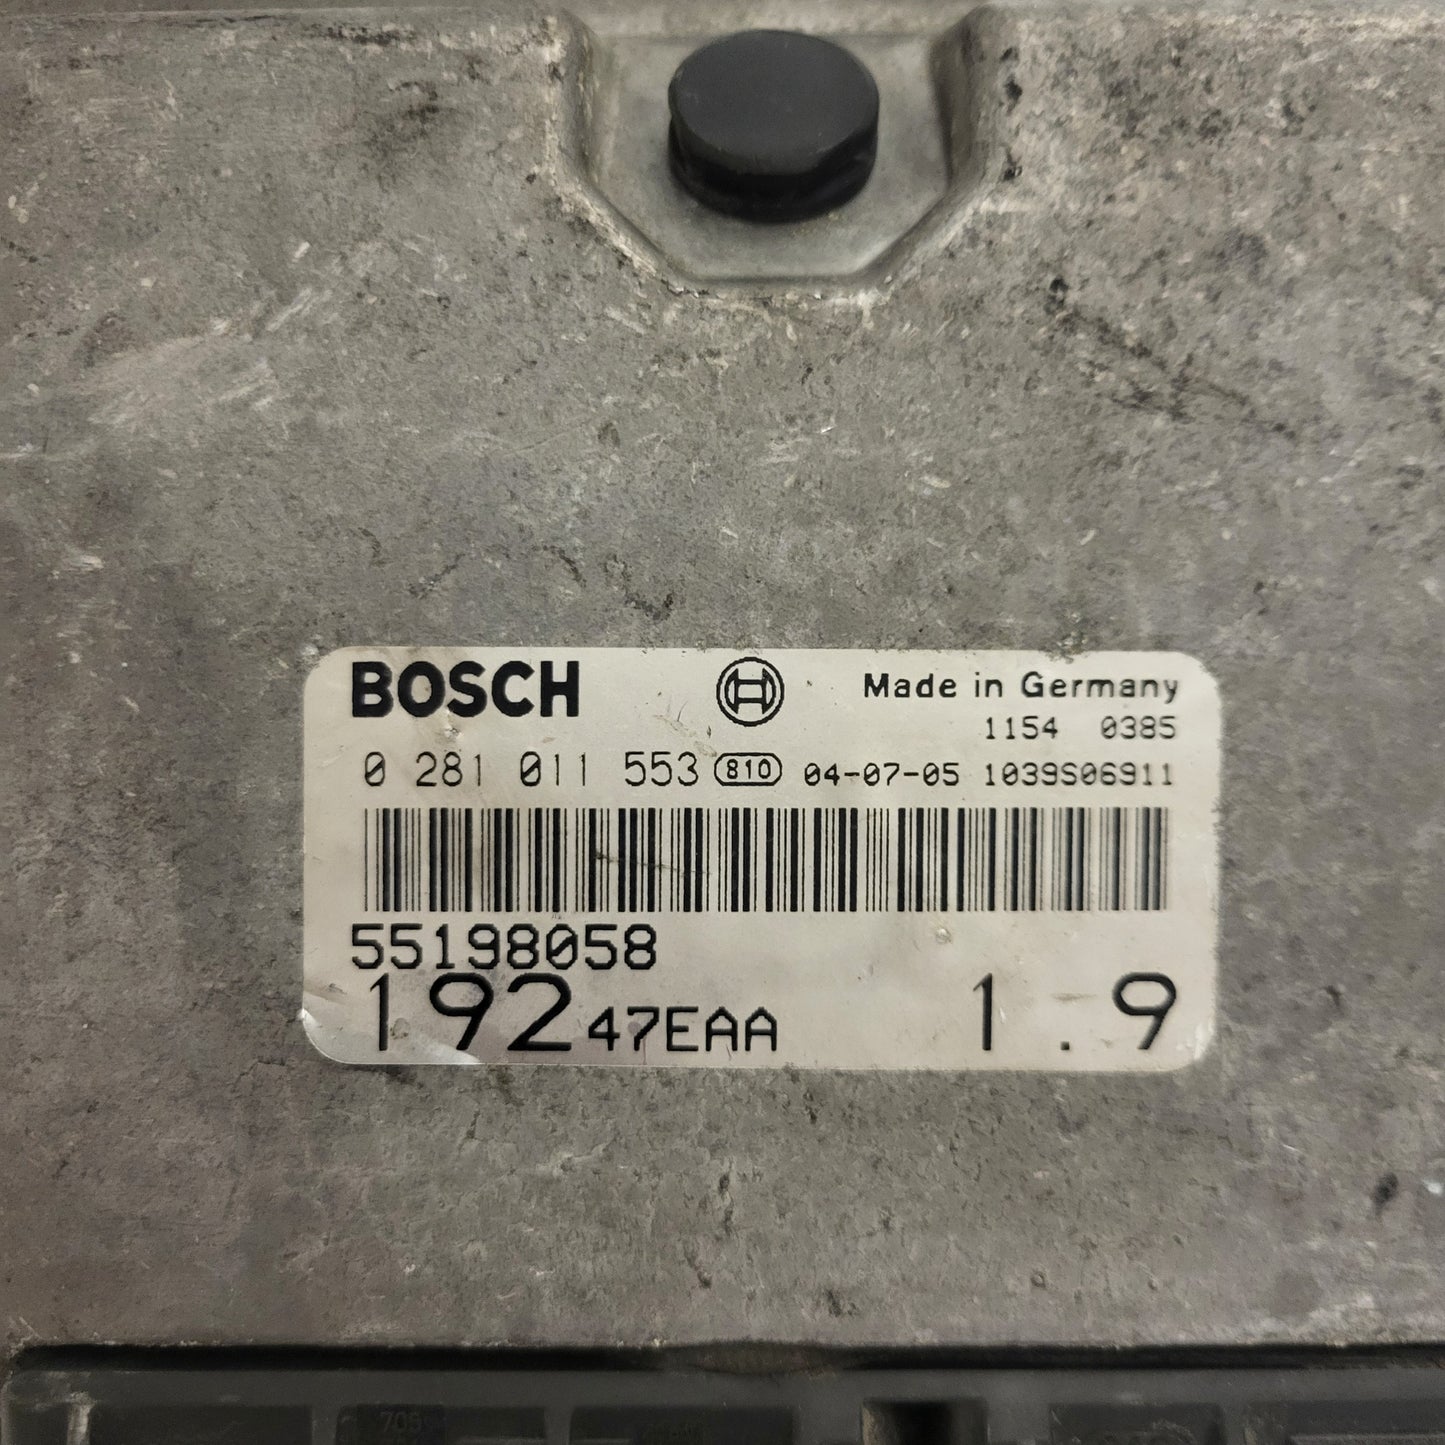 BOSCH Made in Germany
1154 0385
0 281 011 553 810 04-07-05 1039S06911
55198058
192 47EAA 1.9